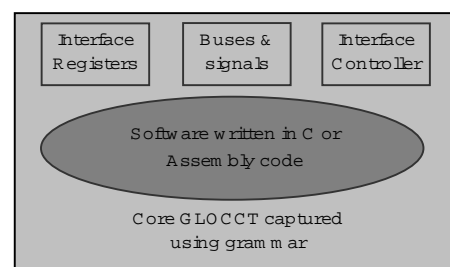 Interface
Registers
Buses &
signals
Interface
Controller
Software written in C or
Assembly code
Core GLOCCT captured
using grammar